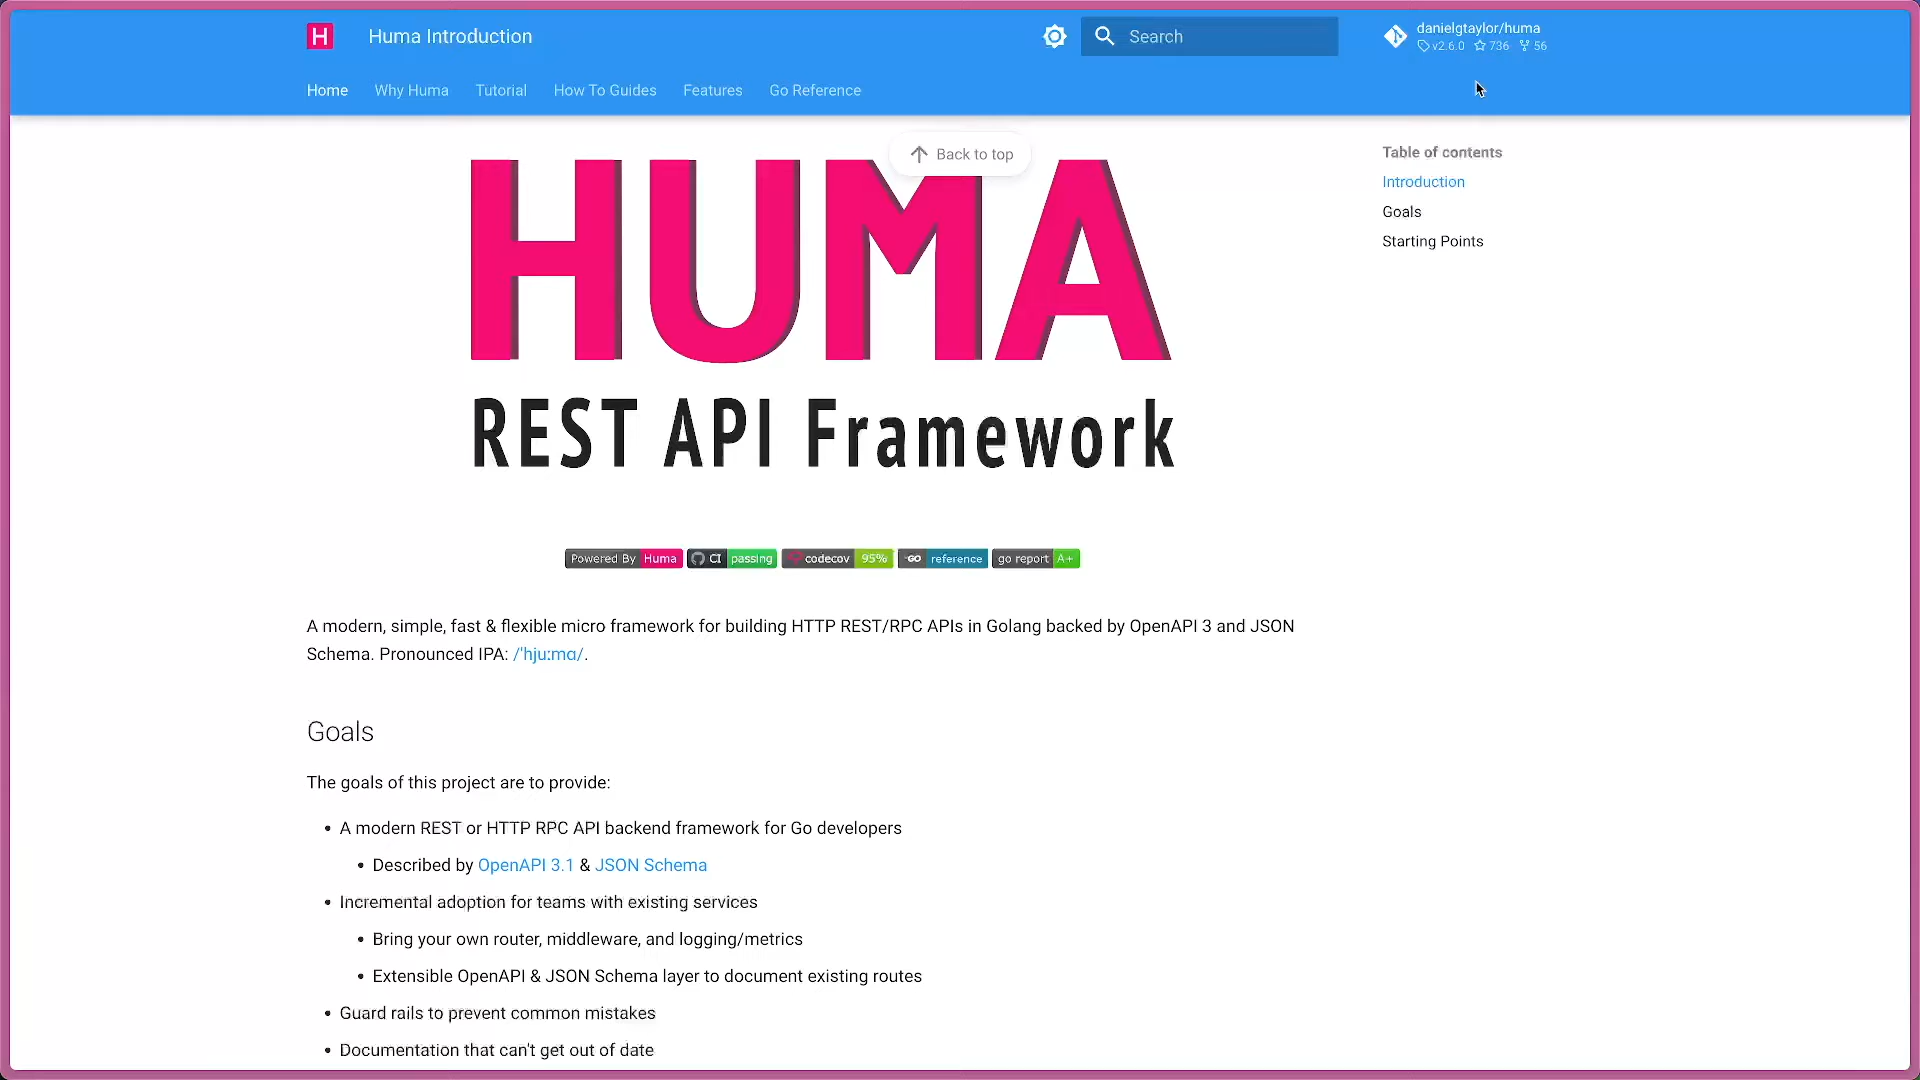 H
Huma Introduction
Search
danielgtaylor/huma
v2.6.0 736 56
Home Why Huma Tutorial How To Guides Features Go Reference
Back to top
Table of contents
Introduction
Goals
Starting Points
HUMA
REST API Framework
Powered By Huma CI passing codecov 95% GO reference go report A+
A modern, simple, fast & flexible micro framework for building HTTP REST/RPC APIs in Golang backed by OpenAPI 3 and JSON
Schema. Pronounced IPA: /'hjuːmɑ/.
Goals
The goals of this project are to provide:
• A modern REST or HTTP RPC API backend framework for Go developers
• Described by OpenAPI 3.1 & JSON Schema
• Incremental adoption for teams with existing services
• Bring your own router, middleware, and logging/metrics
• Extensible OpenAPI & JSON Schema layer to document existing routes
• Guard rails to prevent common mistakes
• Documentation that can't get out of date